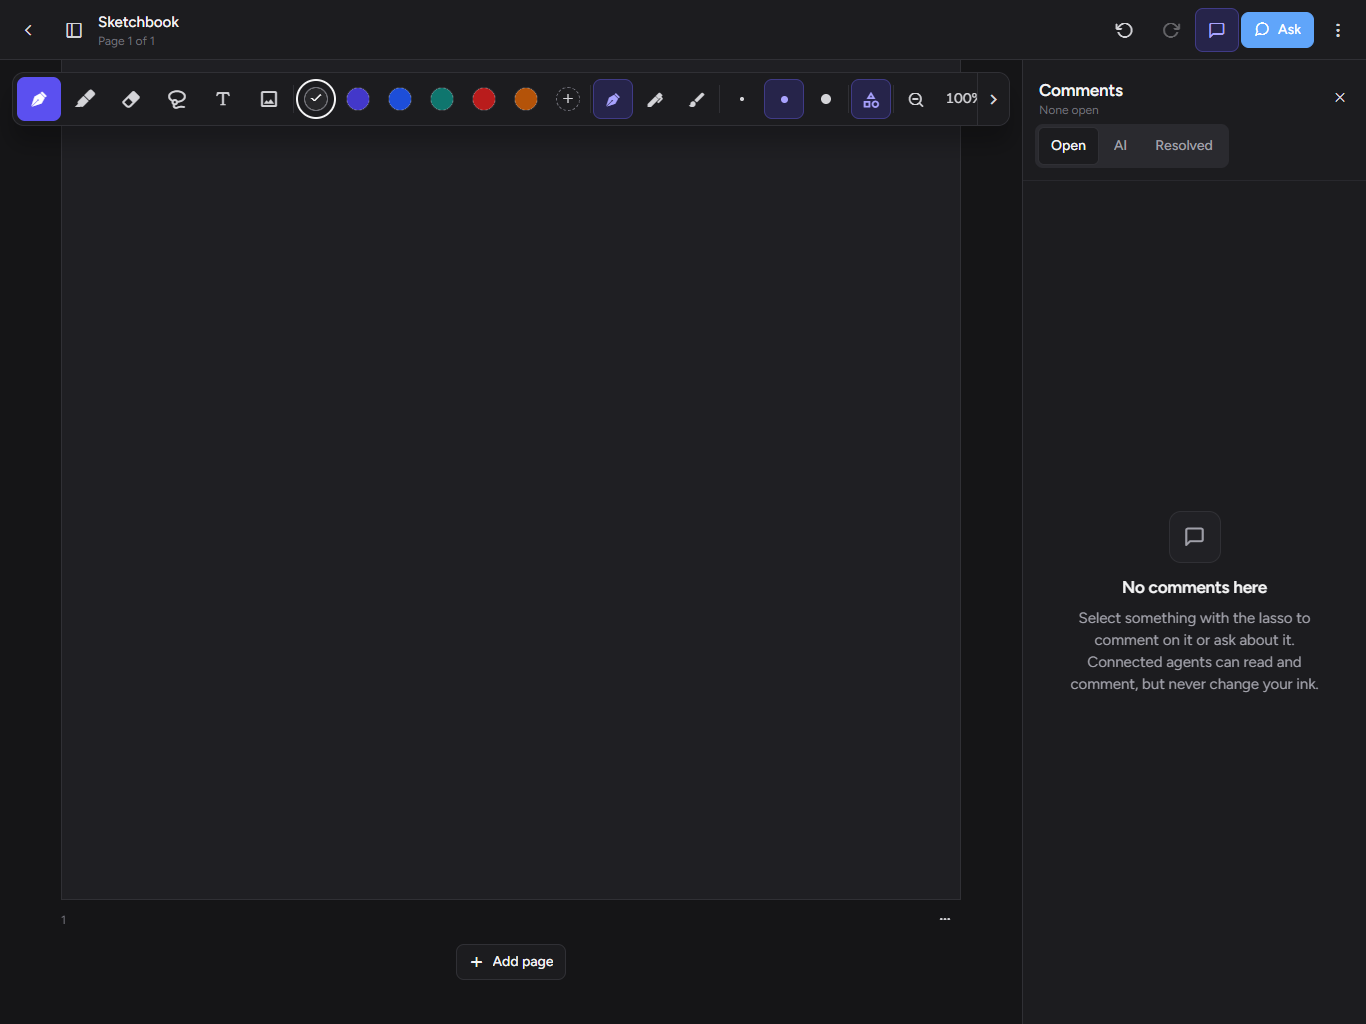 Sketchbook
Page 1 of 1
Ask
T
100%
Comments
None open
Open
AI
Resolved
No comments here
Select something with the lasso to
comment on it or ask about it.
Connected agents can read and
comment, but never change your ink.
1
Add page